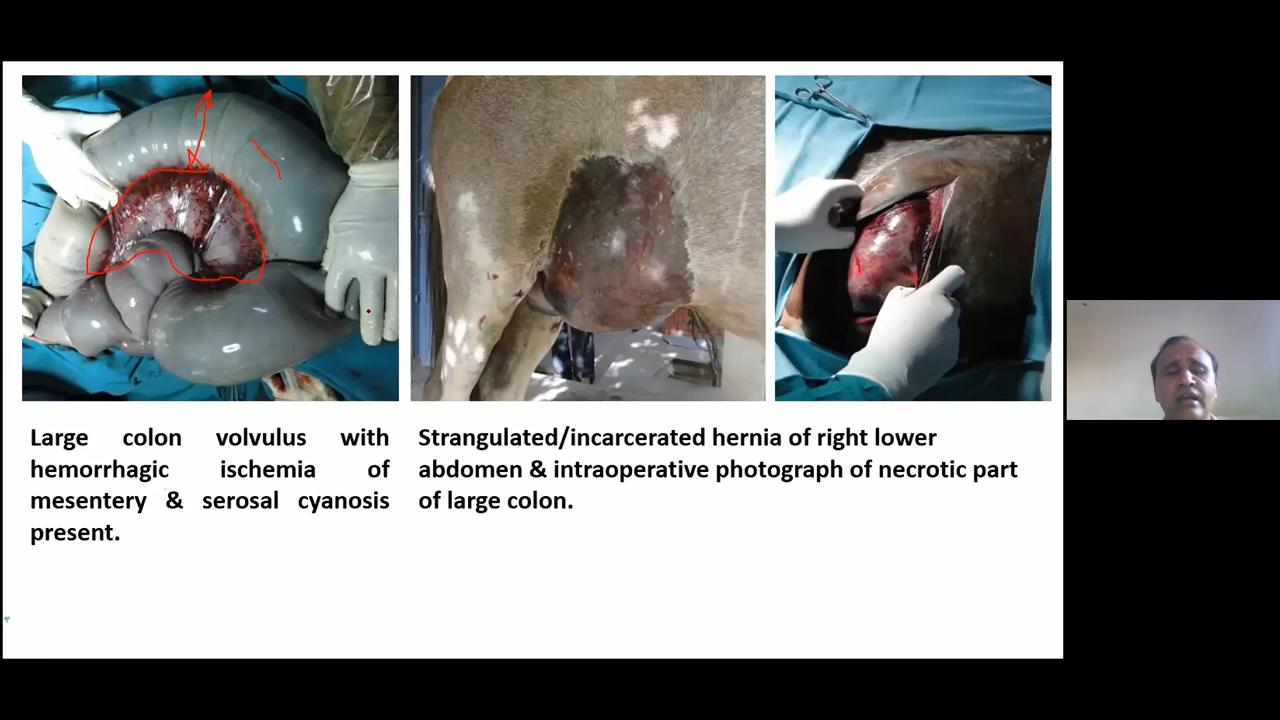 Large colon volvulus with
hemorrhagic ischemia of
mesentery & serosal cyanosis
present.
Strangulated/incarcerated hernia of right lower
abdomen & intraoperative photograph of necrotic part
of large colon.